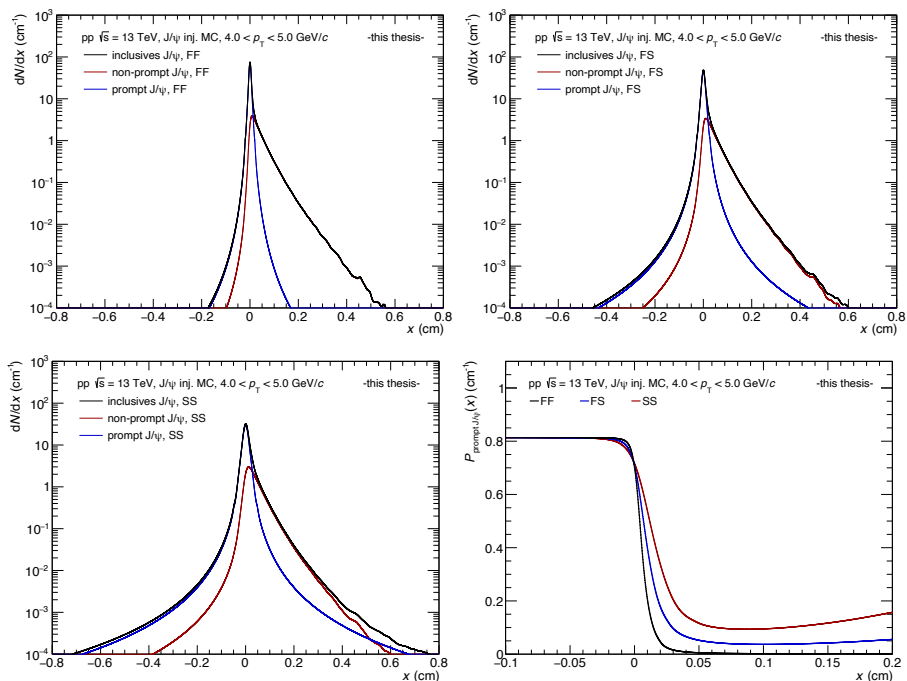 pp √s = 13 TeV, J/ψ inj. MC, 4.0 < pT < 5.0 GeV/c -this thesis-
inclusives J/ψ, FF
non-prompt J/ψ, FF
prompt J/ψ, FF
dN/dx (cm⁻¹)
10³
10²
10
1
10⁻¹
10⁻²
10⁻³
10⁻⁴
−0.8 −0.6 −0.4 −0.2 0 0.2 0.4 0.6 0.8
x (cm)
pp √s = 13 TeV, J/ψ inj. MC, 4.0 < pT < 5.0 GeV/c -this thesis-
inclusives J/ψ, FS
non-prompt J/ψ, FS
prompt J/ψ, FS
dN/dx (cm⁻¹)
10³
10²
10
1
10⁻¹
10⁻²
10⁻³
10⁻⁴
−0.8 −0.6 −0.4 −0.2 0 0.2 0.4 0.6 0.8
x (cm)
pp √s = 13 TeV, J/ψ inj. MC, 4.0 < pT < 5.0 GeV/c -this thesis-
inclusives J/ψ, SS
non-prompt J/ψ, SS
prompt J/ψ, SS
dN/dx (cm⁻¹)
10³
10²
10
1
10⁻¹
10⁻²
10⁻³
10⁻⁴
−0.8 −0.6 −0.4 −0.2 0 0.2 0.4 0.6 0.8
x (cm)
pp √s = 13 TeV, J/ψ inj. MC, 4.0 < pT < 5.0 GeV/c -this thesis-
FF FS SS
Pprompt J/ψ(x)
1
0.8
0.6
0.4
0.2
0
−0.1 −0.05 0 0.05 0.1 0.15 0.2
x (cm)